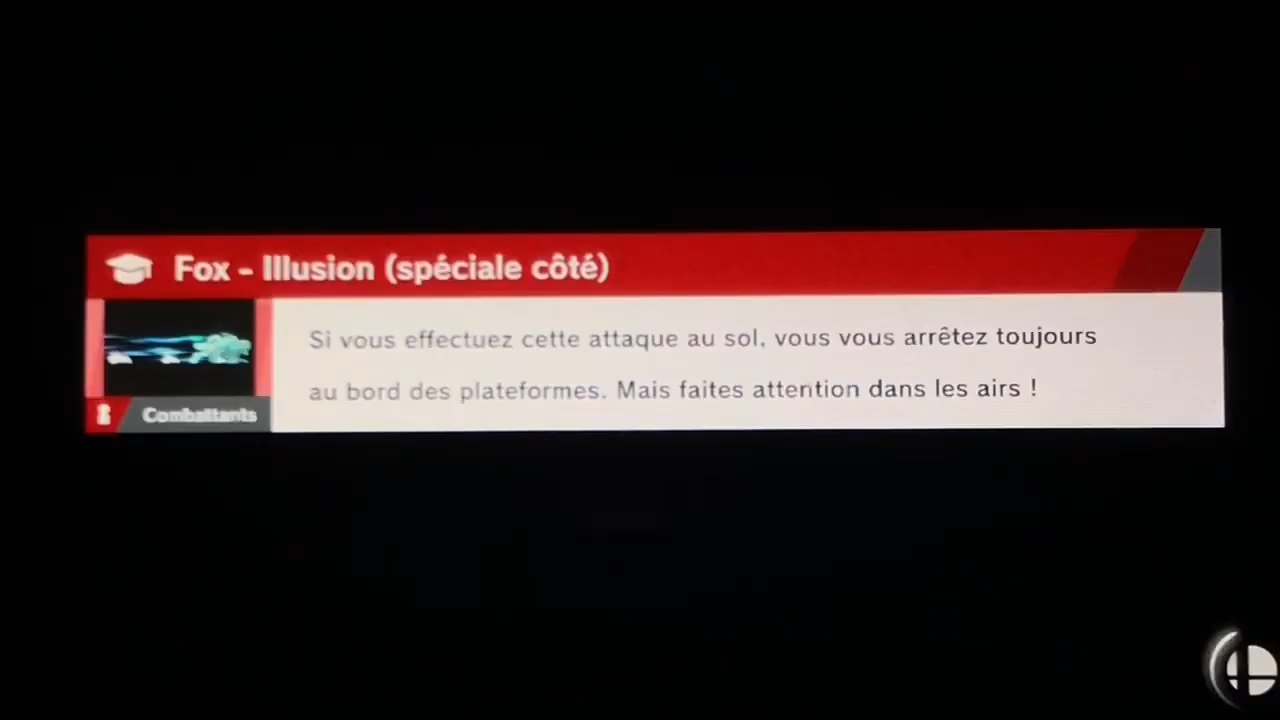 Fox - Illusion (spéciale côté)
Si vous effectuez cette attaque au sol, vous vous arrêtez toujours
au bord des plateformes. Mais faites attention dans les airs !
Combattants